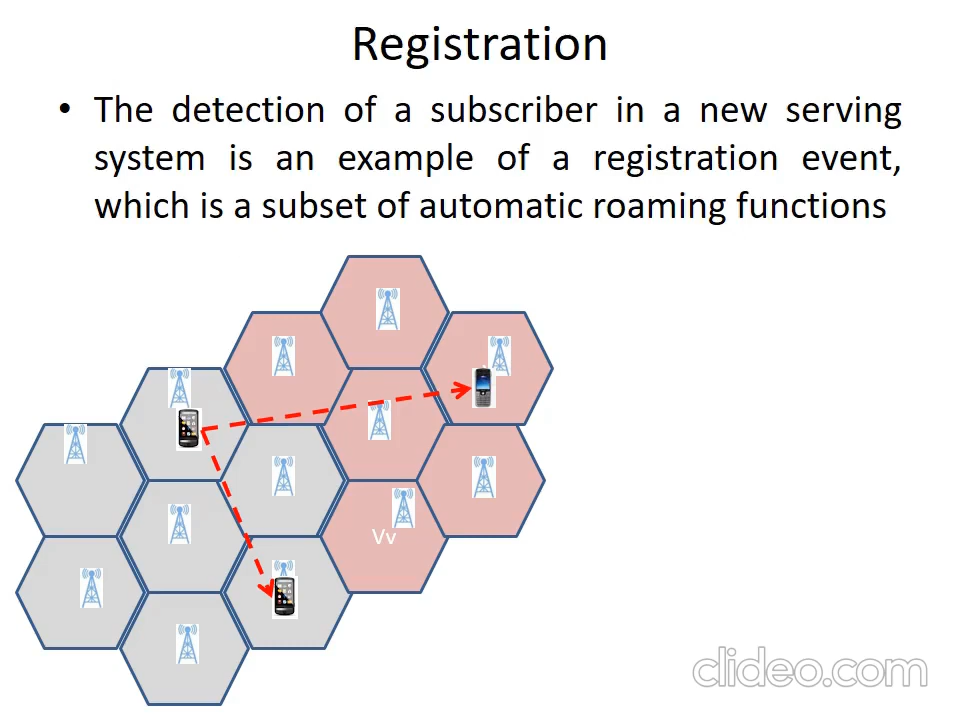 Registration
• The detection of a subscriber in a new serving
system is an example of a registration event,
which is a subset of automatic roaming functions
Vv
clideo.com